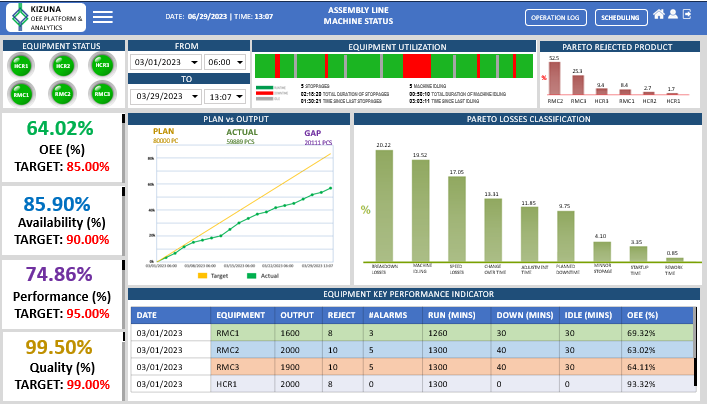 KIZUNA
OEE PLATFORM &
ANALYTICS
DATE: 06/29/2023 | TIME: 13:07
ASSEMBLY LINE
MACHINE STATUS
OPERATION LOG
SCHEDULING
EQUIPMENT STATUS
HCR1 HCR2 HCR3
RMC1 RMC2 RMC3
FROM
03/01/2023 06:00
TO
03/29/2023 13:07
EQUIPMENT UTILIZATION
5 STOPPAGES
02:18:28 TOTAL DURATION OF STOPPAGES
01:50:21 TIME SINCE LAST STOPPAGES
5 MACHINE IDLING
00:58:10 TOTAL DURATION OF MACHINE IDLING
03:03:11 TIME SINCE LAST IDLING
PARETO REJECTED PRODUCT
%
52.5 25.3 9.4 8.4 2.7 1.7
RMC2 RMC3 HCR3 RMC1 HCR2 HCR1
64.02%
OEE (%)
TARGET: 85.00%
85.90%
Availability (%)
TARGET: 90.00%
74.86%
Performance (%)
TARGET: 95.00%
99.50%
Quality (%)
TARGET: 99.00%
PLAN vs OUTPUT
PLAN ACTUAL GAP
80000 PC 59889 PCS 20111 PCS
Target Actual
PARETO LOSSES CLASSIFICATION
%
20.22 19.52 17.05 13.31 11.85 9.75 4.10 3.35 0.85
BREAKDOWN LOSSES
MACHINE IDLING
SPEED LOSSES
CHANGE OVER TIME
ADJUSTMENT TIME
PLANNED DOWNTIME
MINOR STOPAGE
STARTUP TIME
REWORK TIME
EQUIPMENT KEY PERFORMANCE INDICATOR
DATE EQUIPMENT OUTPUT REJECT #ALARMS RUN (MINS) DOWN (MINS) IDLE (MINS) OEE (%)
03/01/2023 RMC1 1600 8 3 1260 30 30 69.32%
03/01/2023 RMC2 2000 10 5 1300 40 30 63.02%
03/01/2023 RMC3 1900 10 5 1300 40 30 64.11%
03/01/2023 HCR1 2000 8 0 1300 0 0 93.32%